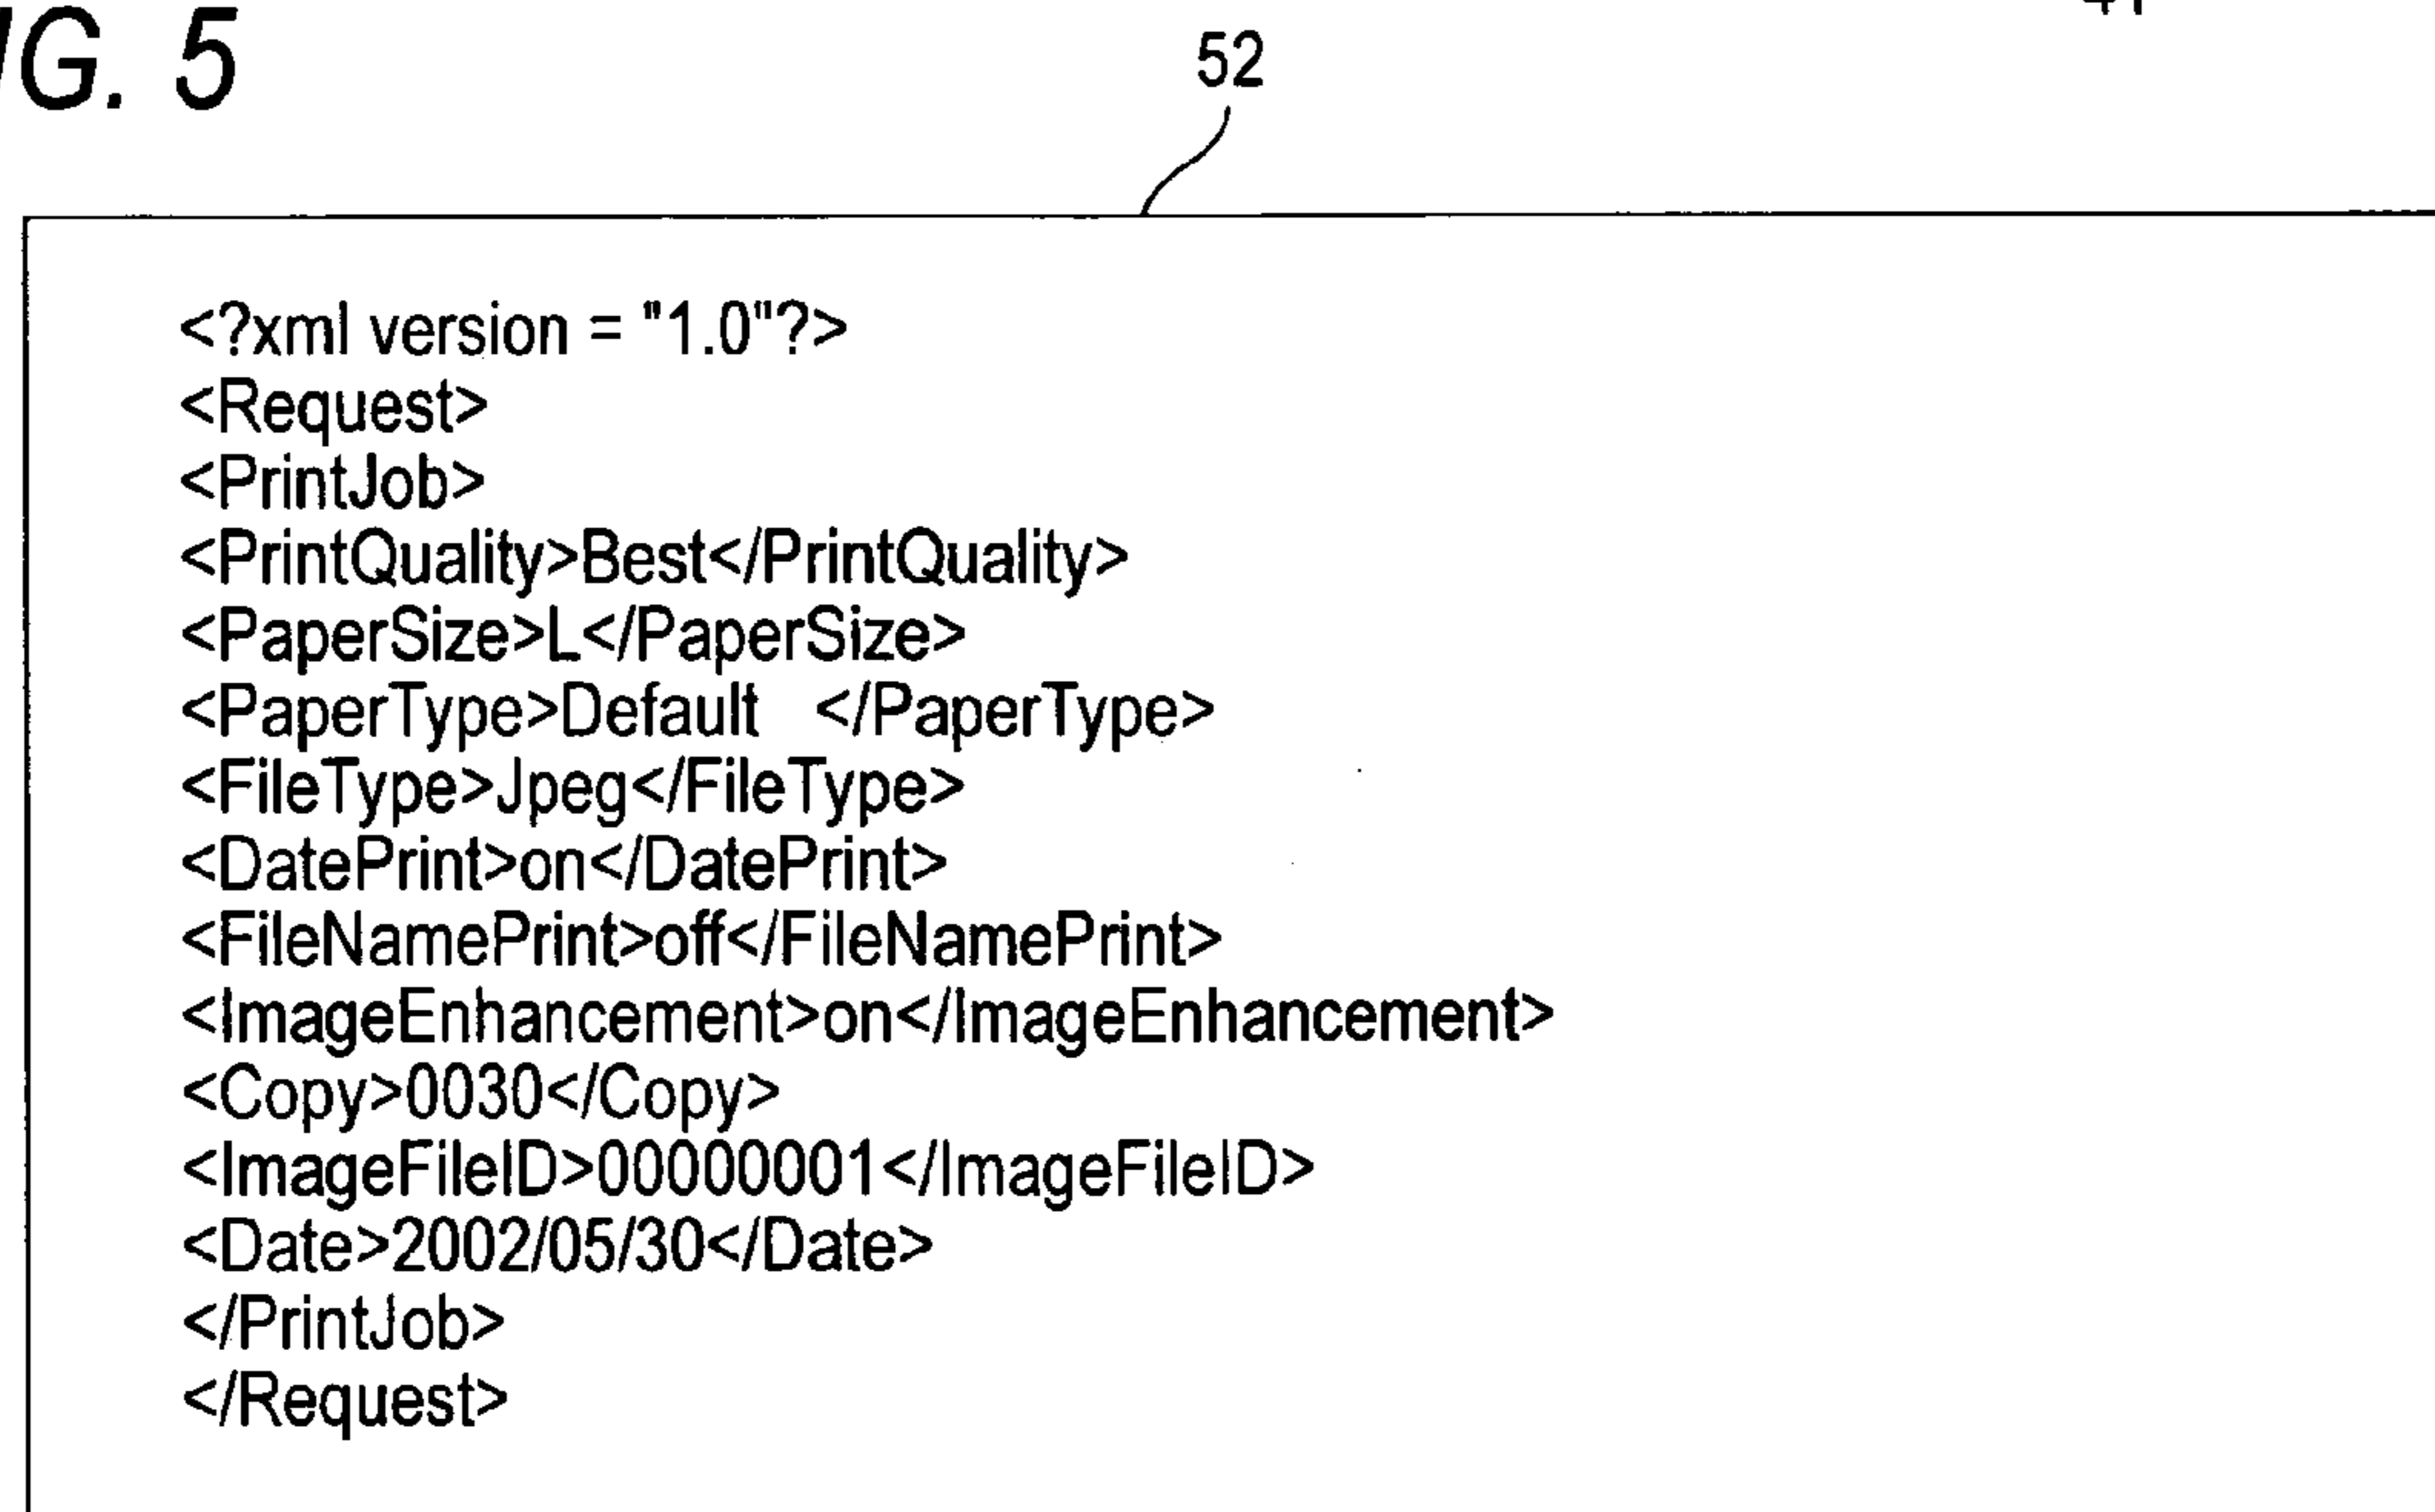 FIG. 5
52
<?xml version = "1.0"?>
<Request>
<PrintJob>
<PrintQuality>Best</PrintQuality>
<PaperSize>L</PaperSize>
<PaperType>Default   </PaperType>
<FileType>Jpeg</FileType>
<DatePrint>on</DatePrint>
<FileNamePrint>off</FileNamePrint>
<ImageEnhancement>on</ImageEnhancement>
<Copy>0030</Copy>
<ImageFileID>00000001</ImageFileID>
<Date>2002/05/30</Date>
</PrintJob>
</Request>